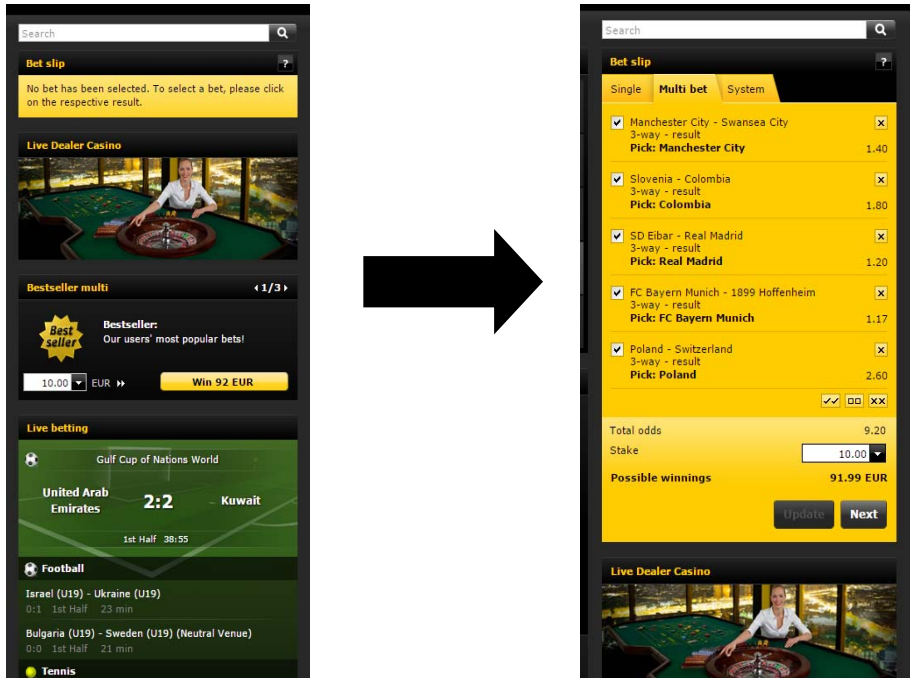 Search
Bet slip ?
No bet has been selected. To select a bet, please click
on the respective result.
Live Dealer Casino
Bestseller multi 1/3
Best
seller
Bestseller:
Our users' most popular bets!
10.00 EUR Win 92 EUR
Live betting
Gulf Cup of Nations World
United Arab
Emirates 2:2 Kuwait
1st Half 38:55
Football
Israel (U19) - Ukraine (U19)
0:1 1st Half 23 min
Bulgaria (U19) - Sweden (U19) (Neutral Venue)
0:0 1st Half 21 min
Tennis
Search
Bet slip ?
Single Multi bet System
Manchester City - Swansea City
3-way - result
Pick: Manchester City 1.40
Slovenia - Colombia
3-way - result
Pick: Colombia 1.80
SD Eibar - Real Madrid
3-way - result
Pick: Real Madrid 1.20
FC Bayern Munich - 1899 Hoffenheim
3-way - result
Pick: FC Bayern Munich 1.17
Poland - Switzerland
3-way - result
Pick: Poland 2.60
Total odds 9.20
Stake 10.00
Possible winnings 91.99 EUR
Update Next
Live Dealer Casino